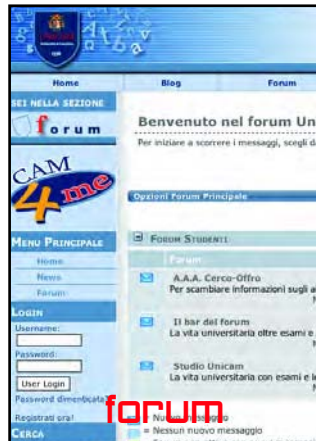 Home Blog Forum
SEI NELLA SEZIONE
forum
CAM
4me
Benvenuto nel forum Uni
Per iniziare a scorrere i messaggi, scegli
Opzioni Forum Principale
MENU PRINCIPALE
Home
News
Forum
FORUM STUDENTI
Forum
A.A.A. Cerco-Offro
Per scambiare informazioni sugli
Il bar del forum
La vita universitaria oltre esami e
Studio Unicam
La vita universitaria con esami e
LOGIN
Username:
Password:
User Login
Password dimenticata?
Registrati ora!
CERCA
forum
= Nuovo messaggio
= Nessun nuovo messaggio